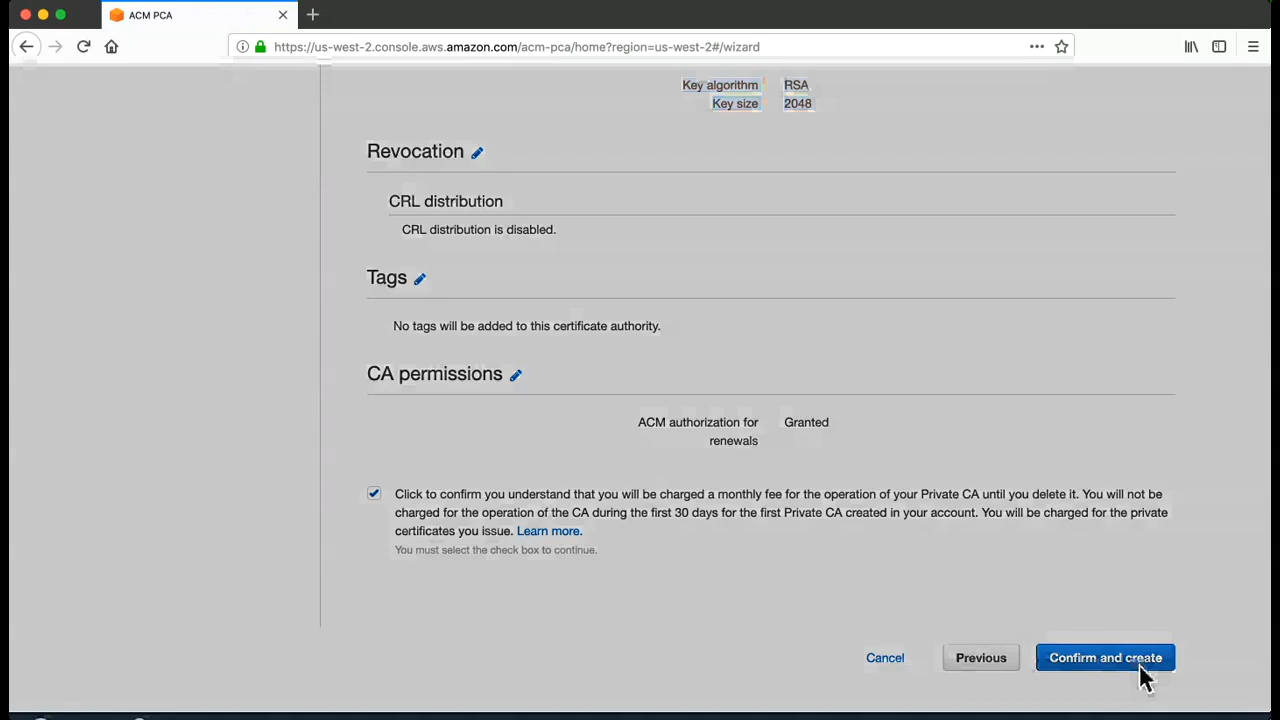 ACM PCA
https://us-west-2.console.aws.amazon.com/acm-pca/home?region=us-west-2#/wizard
Key algorithm RSA
Key size 2048
Revocation
CRL distribution
CRL distribution is disabled.
Tags
No tags will be added to this certificate authority.
CA permissions
ACM authorization for Granted
renewals
Click to confirm you understand that you will be charged a monthly fee for the operation of your Private CA until you delete it. You will not be
charged for the operation of the CA during the first 30 days for the first Private CA created in your account. You will be charged for the private
certificates you issue. Learn more.
You must select the check box to continue.
Cancel Previous Confirm and create